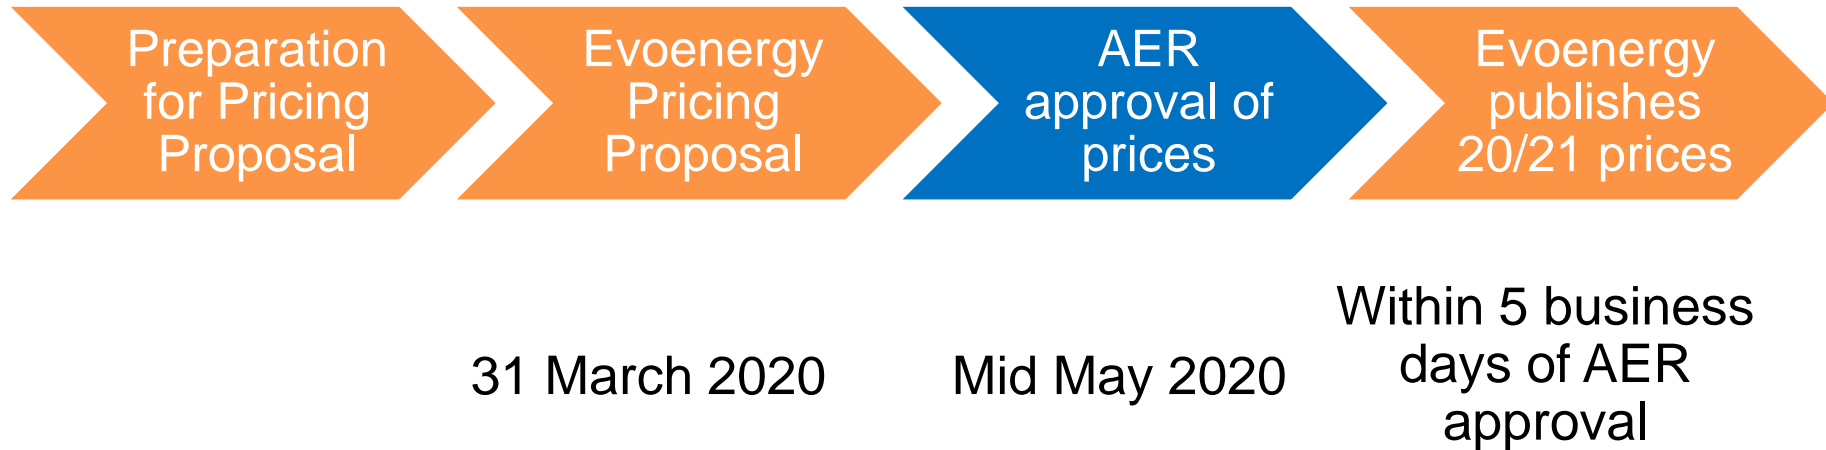 Preparation
for Pricing
Proposal
Evoenergy
Pricing
Proposal
AER
approval of
prices
Evoenergy
publishes
20/21 prices
31 March 2020
Mid May 2020
Within 5 business
days of AER
approval